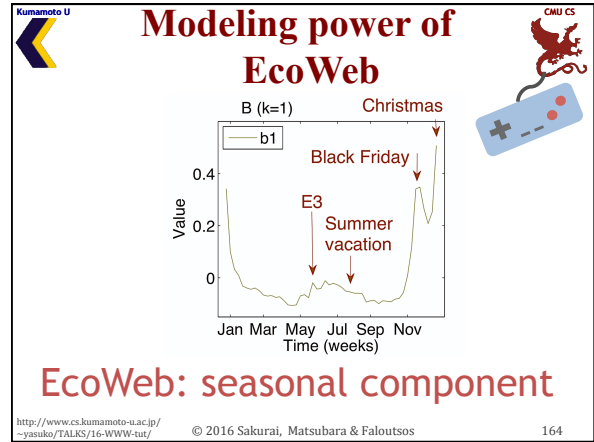 Kumamoto U
CMU CS
Modeling power of
EcoWeb
B (k=1)
Christmas
b1
Black Friday
E3
Summer
vacation
0.4
0.2
0
Value
Jan Mar May Jul Sep Nov
Time (weeks)
EcoWeb: seasonal component
http://www.cs.kumamoto-u.ac.jp/
~yasuko/TALKS/16-WWW-tut/
© 2016 Sakurai, Matsubara & Faloutsos
164